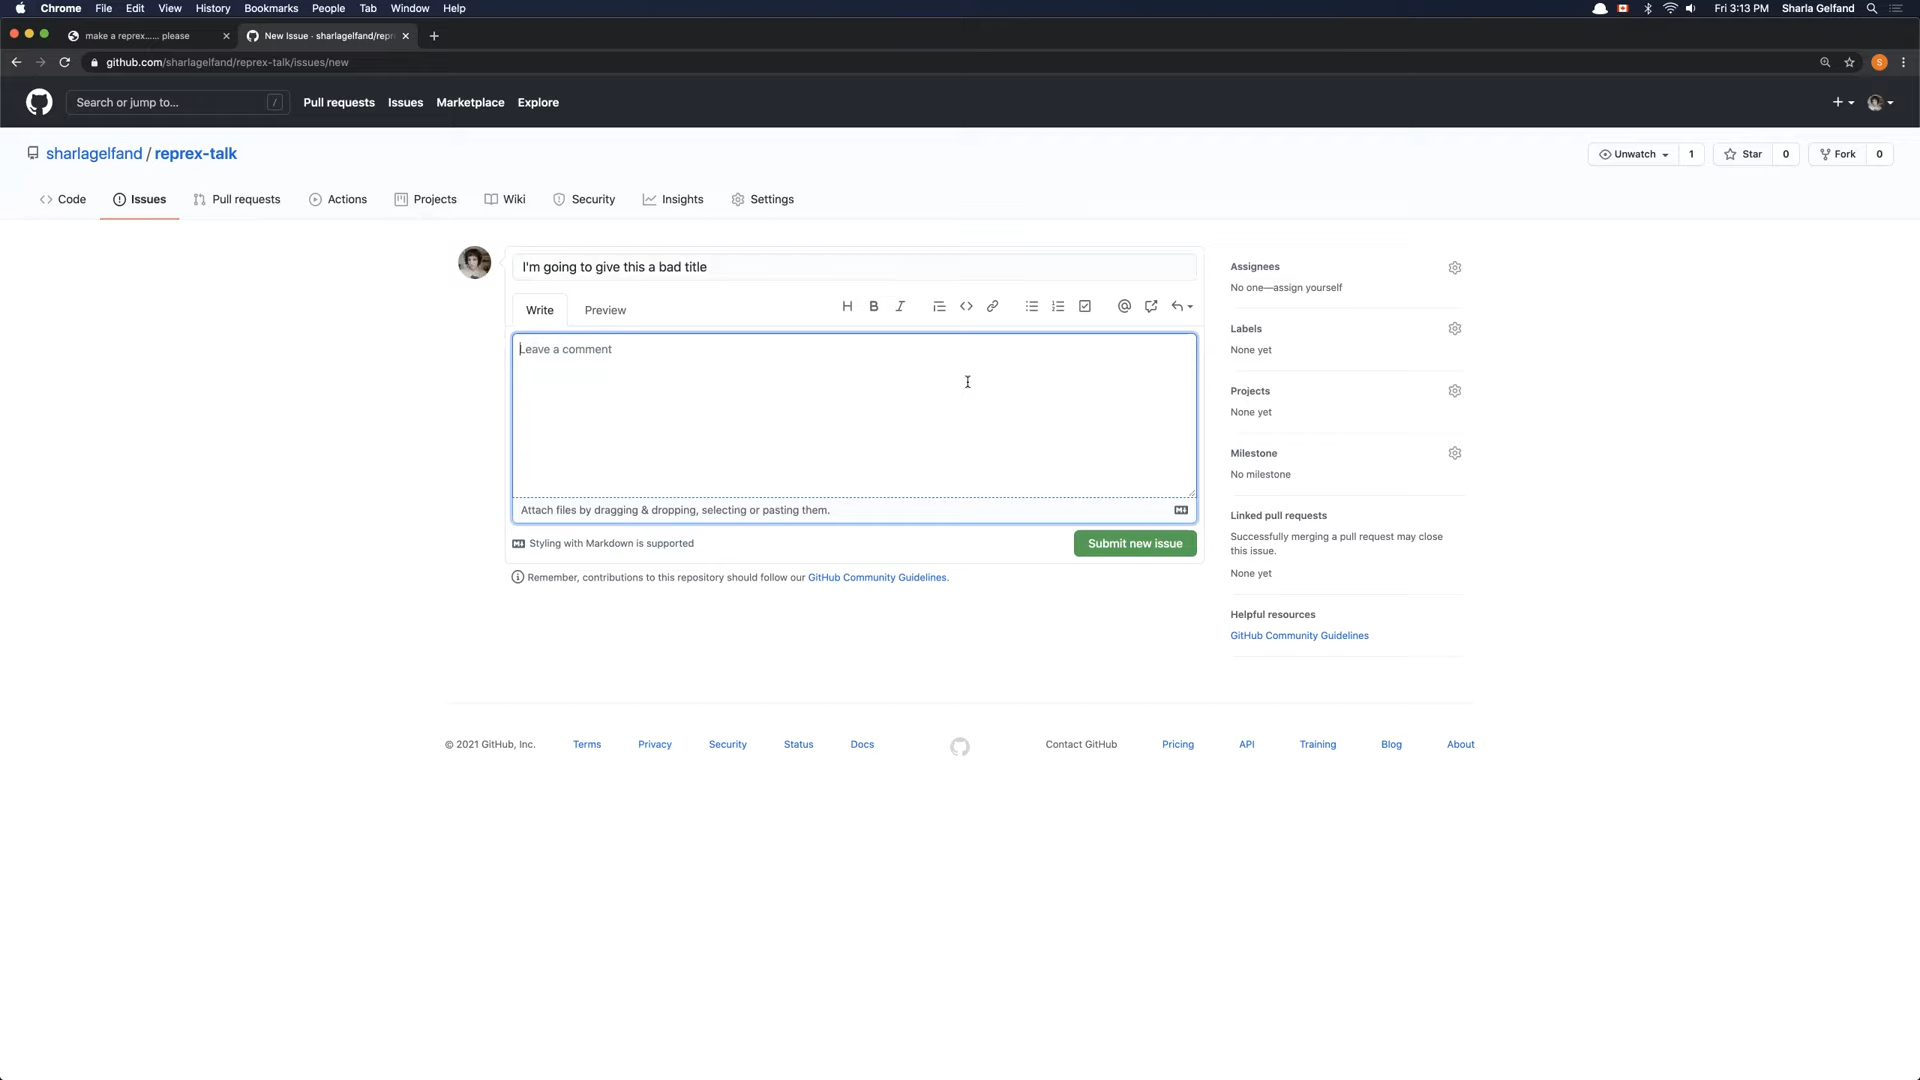 Chrome File Edit View History Bookmarks People Tab Window Help Fri 3:13 PM Sharla Gelfand
make a reprex...... please New Issue · sharlagelfand/repr
github.com/sharlagelfand/reprex-talk/issues/new S
Search or jump to... / Pull requests Issues Marketplace Explore
sharlagelfand / reprex-talk Unwatch 1 Star 0 Fork 0
Code Issues Pull requests Actions Projects Wiki Security Insights Settings
I'm going to give this a bad title
Write Preview
Leave a comment
Attach files by dragging & dropping, selecting or pasting them.
Styling with Markdown is supported Submit new issue
Remember, contributions to this repository should follow our GitHub Community Guidelines.
Assignees
No one—assign yourself
Labels
None yet
Projects
None yet
Milestone
No milestone
Linked pull requests
Successfully merging a pull request may close
this issue.
None yet
Helpful resources
GitHub Community Guidelines
© 2021 GitHub, Inc. Terms Privacy Security Status Docs Contact GitHub Pricing API Training Blog About